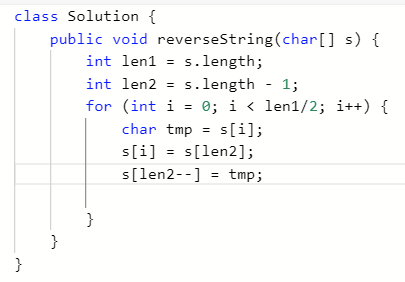 class Solution {
    public void reverseString(char[] s) {
        int len1 = s.length;
        int len2 = s.length - 1;
        for (int i = 0; i < len1/2; i++) {
            char tmp = s[i];
            s[i] = s[len2];
            s[len2--] = tmp;
        }
    }
}